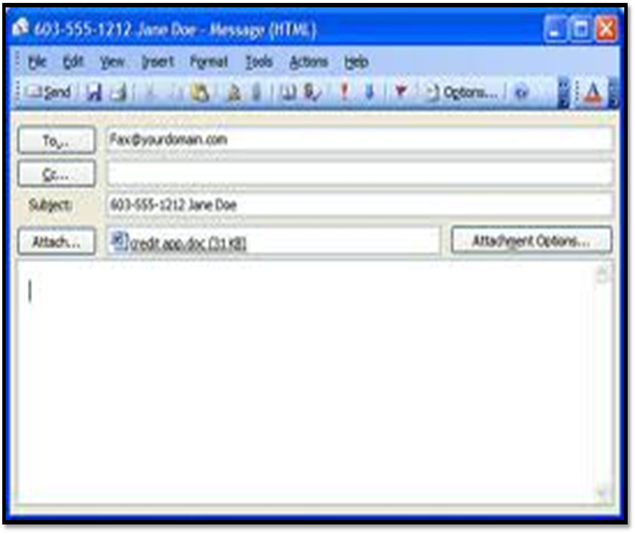 603-555-1212 Jane Doe - Message (HTML)
File Edit View Insert Format Tools Actions Help
Send Options... A
To... Fax@yourdomain.com
Cc...
Subject: 603-555-1212 Jane Doe
Attach... credit app.doc (31 KB) Attachment Options...